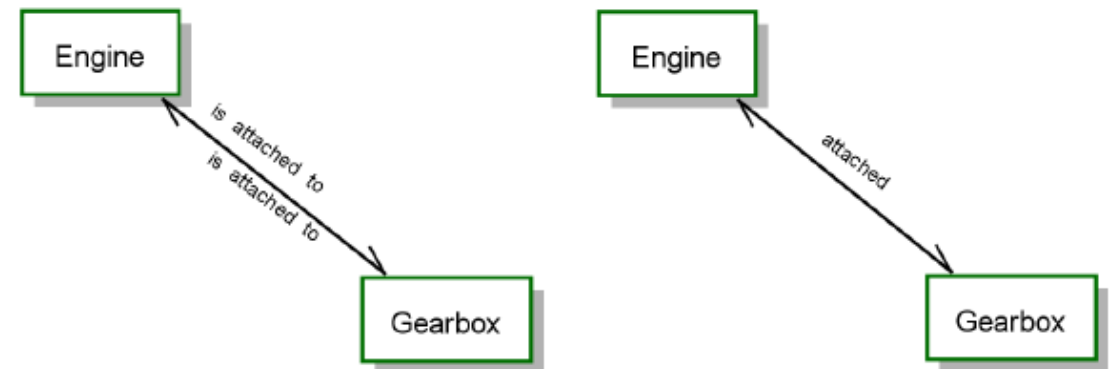 Engine
is attached to
is attached to
Gearbox
Engine
attached
Gearbox